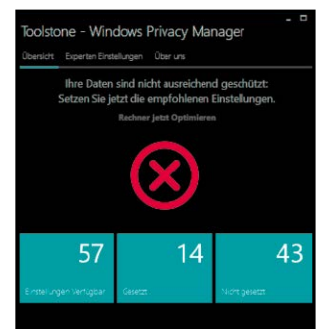 Toolstone - Windows Privacy Manager
Übersicht Experten Einstellungen Über uns
Ihre Daten sind nicht ausreichend geschützt:
Setzen Sie jetzt die empfohlenen Einstellungen.
Rechner jetzt Optimieren
57 14 43
Einstellungen Verfügbar Gesetzt Nicht gesetzt